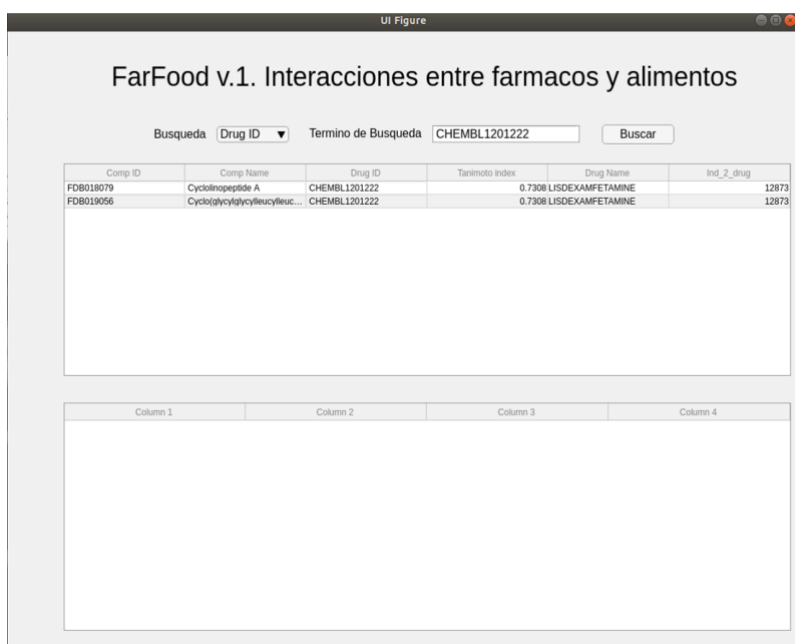 UI Figure
FarFood v.1. Interacciones entre farmacos y alimentos
Busqueda Drug ID Termino de Busqueda CHEMBL1201222 Buscar
Comp ID Comp Name Drug ID Tanimoto index Drug Name Ind_2_drug
FDB018079 Cyclolinopeptide A CHEMBL1201222 0.7308 LISDEXAMFETAMINE 12873
FDB019056 Cyclo(glycylglycylleucylleuc... CHEMBL1201222 0.7308 LISDEXAMFETAMINE 12873
Column 1 Column 2 Column 3 Column 4